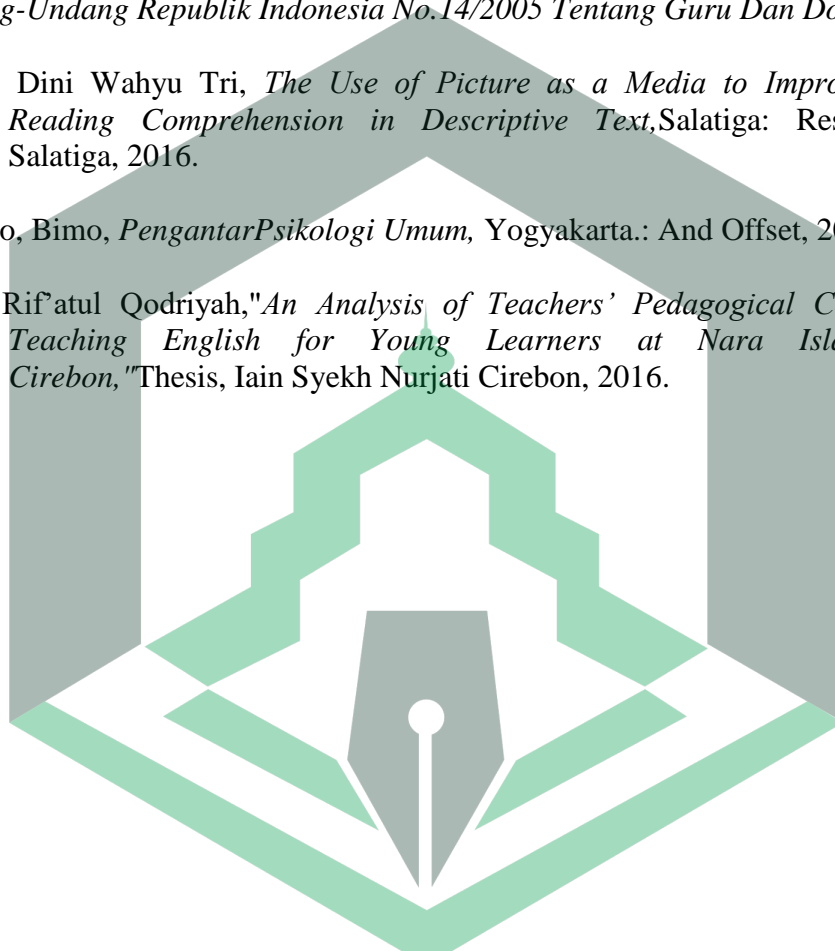 g-Undang Republik Indonesia No.14/2005 Tentang Guru Dan Do
Dini Wahyu Tri, The Use of Picture as a Media to Impro
Reading Comprehension in Descriptive Text,Salatiga: Res
Salatiga, 2016.
o, Bimo, PengantarPsikologi Umum, Yogyakarta.: And Offset, 20
Rif’atul Qodriyah,"An Analysis of Teachers’ Pedagogical C
Teaching English for Young Learners at Nara Isla
Cirebon,"Thesis, Iain Syekh Nurjati Cirebon, 2016.